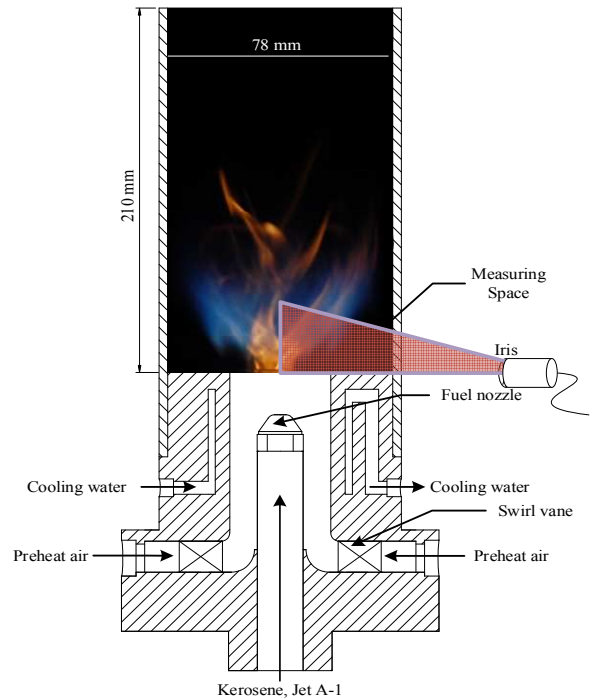 78 mm
210 mm
Measuring
Space
Iris
Fuel nozzle
Cooling water
Cooling water
Swirl vane
Preheat air
Preheat air
Kerosene, Jet A-1